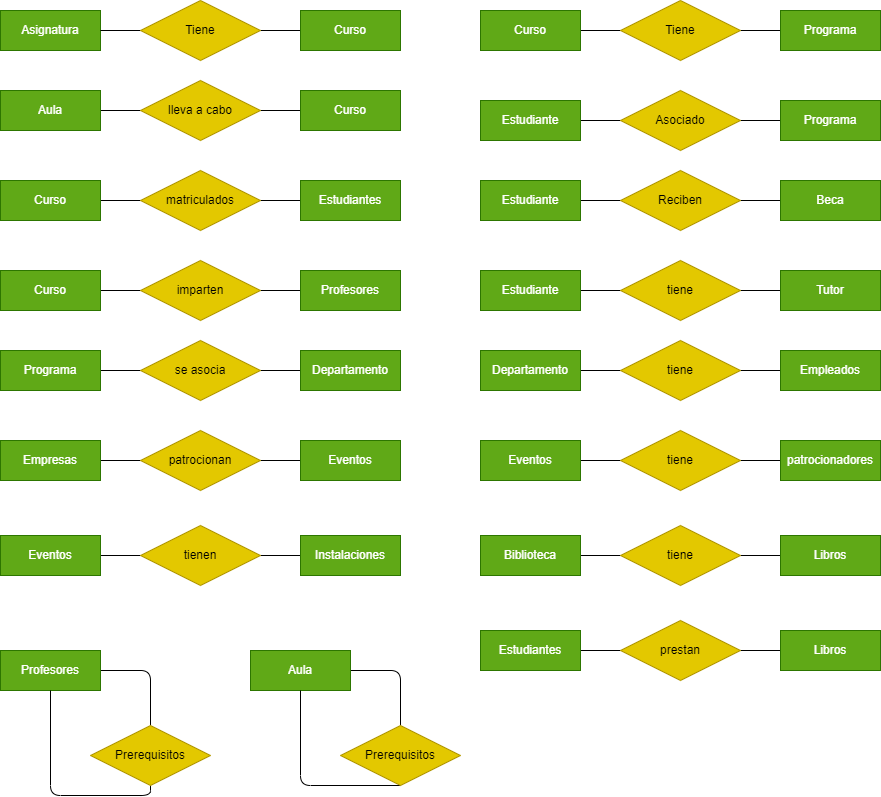 Asignatura Tiene Curso
Curso Tiene Programa
Aula lleva a cabo Curso
Estudiante Asociado Programa
Curso matriculados Estudiantes
Estudiante Reciben Beca
Curso imparten Profesores
Estudiante tiene Tutor
Programa se asocia Departamento
Departamento tiene Empleados
Empresas patrocionan Eventos
Eventos tiene patrocionadores
Eventos tienen Instalaciones
Biblioteca tiene Libros
Estudiantes prestan Libros
Profesores
Prerequisitos
Aula
Prerequisitos